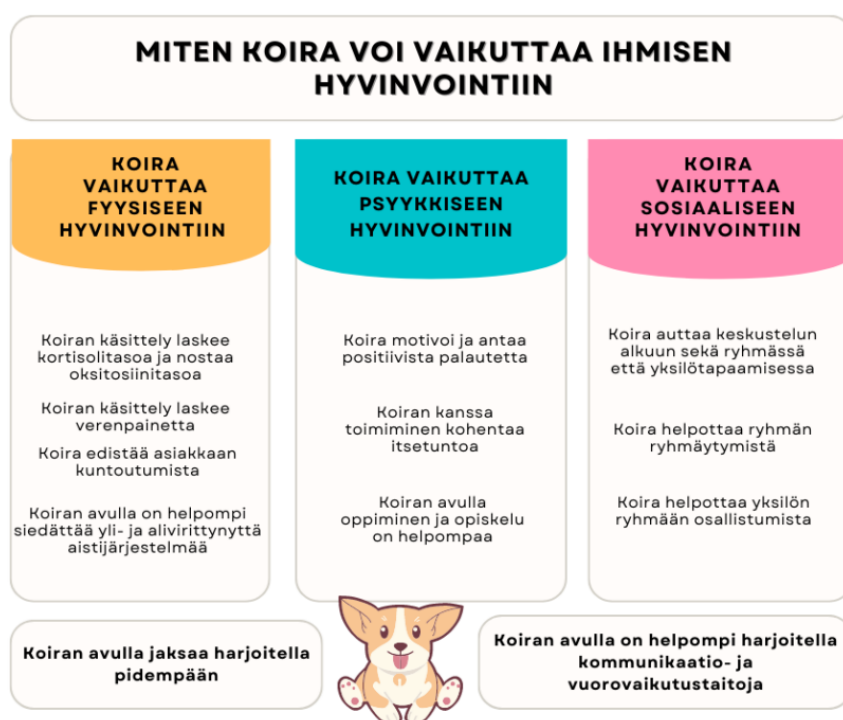 MITEN KOIRA VOI VAIKUTTAA IHMISEN
HYVINVOINTIIN
KOIRA
VAIKUTTAA
FYYSISEEN
HYVINVOINTIIN
Koiran käsittely laskee
kortisolitasoa ja nostaa
oksitosiinitasoa
Koiran käsittely laskee
verenpainetta
Koira edistää asiakkaan
kuntoutumista
Koiran avulla on helpompi
siedättää yli- ja alivirittynyttä
aistijärjestelmää
KOIRA VAIKUTTAA
PSYYKKISEEN
HYVINVOINTIIN
Koira motivoi ja antaa
positiivista palautetta
Koiran kanssa
toimiminen kohentaa
itsetuntoa
Koiran avulla
oppiminen ja opiskelu
on helpompaa
KOIRA
VAIKUTTAA
SOSIAALISEEN
HYVINVOINTIIN
Koira auttaa keskustelun
alkuun sekä ryhmässä
että yksilötapaamisessa
Koira helpottaa ryhmän
ryhmäytymistä
Koira helpottaa yksilön
ryhmään osallistumista
Koiran avulla jaksaa harjoitella
pidempään
Koiran avulla on helpompi harjoitella
kommunikaatio- ja
vuorovaikutustaitoja